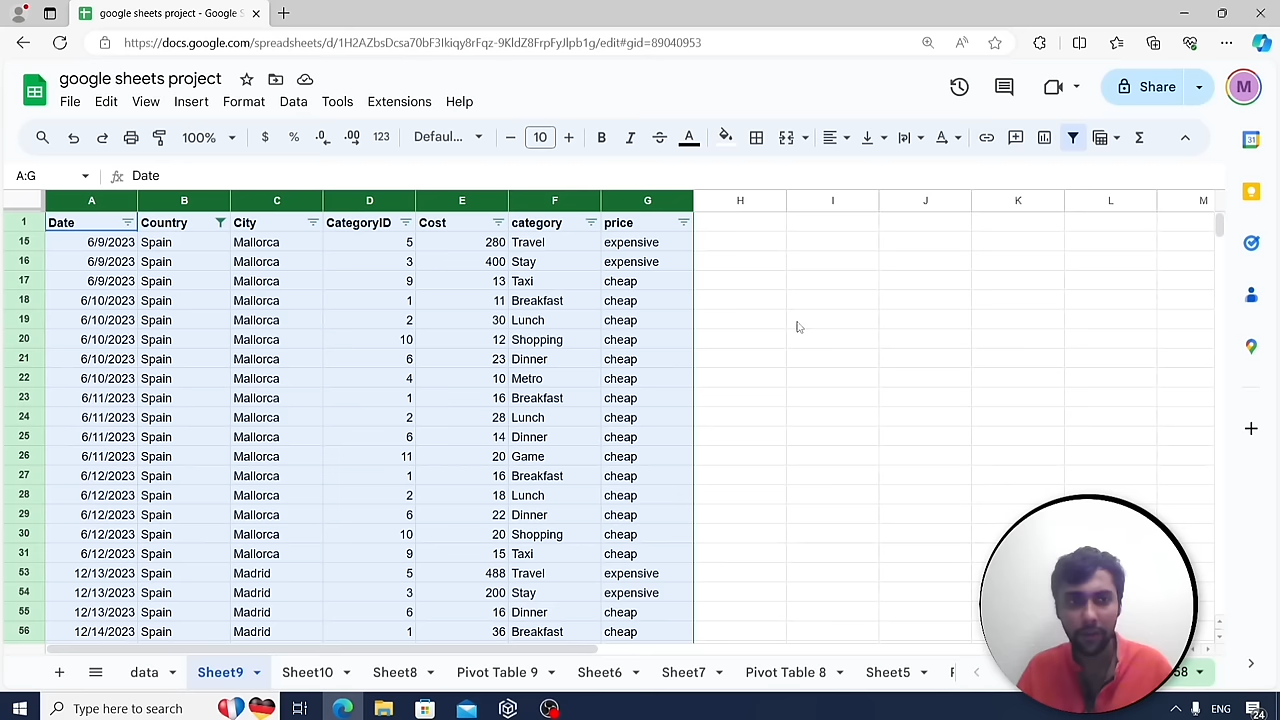 google sheets project - Google S
https://docs.google.com/spreadsheets/d/1H2AZbsDcsa70bF3Ikiqy8rFqz-9KldZ8FrpFyJlpb1g/edit#gid=89040953
google sheets project
Share
M
File Edit View Insert Format Data Tools Extensions Help
100% $ % .0 .00 123 Defaul... 10 B I A Σ
A:G fx Date
A B C D E F G H I J K L M
1 Date Country City CategoryID Cost category price
15 6/9/2023 Spain Mallorca 5 280 Travel expensive
16 6/9/2023 Spain Mallorca 3 400 Stay expensive
17 6/9/2023 Spain Mallorca 9 13 Taxi cheap
18 6/10/2023 Spain Mallorca 1 11 Breakfast cheap
19 6/10/2023 Spain Mallorca 2 30 Lunch cheap
20 6/10/2023 Spain Mallorca 10 12 Shopping cheap
21 6/10/2023 Spain Mallorca 6 23 Dinner cheap
22 6/10/2023 Spain Mallorca 4 10 Metro cheap
23 6/11/2023 Spain Mallorca 1 16 Breakfast cheap
24 6/11/2023 Spain Mallorca 2 28 Lunch cheap
25 6/11/2023 Spain Mallorca 6 14 Dinner cheap
26 6/11/2023 Spain Mallorca 11 20 Game cheap
27 6/12/2023 Spain Mallorca 1 16 Breakfast cheap
28 6/12/2023 Spain Mallorca 2 18 Lunch cheap
29 6/12/2023 Spain Mallorca 6 22 Dinner cheap
30 6/12/2023 Spain Mallorca 10 20 Shopping cheap
31 6/12/2023 Spain Mallorca 9 15 Taxi cheap
53 12/13/2023 Spain Madrid 5 488 Travel expensive
54 12/13/2023 Spain Madrid 3 200 Stay expensive
55 12/13/2023 Spain Madrid 6 16 Dinner cheap
56 12/14/2023 Spain Madrid 1 36 Breakfast cheap
data Sheet9 Sheet10 Sheet8 Pivot Table 9 Sheet6 Sheet7 Pivot Table 8 Sheet5 58
Type here to search ENG 24